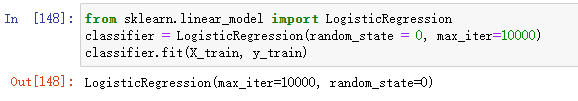 In [148]: from sklearn.linear_model import LogisticRegression
classifier = LogisticRegression(random_state = 0, max_iter=10000)
classifier.fit(X_train, y_train)
Out[148]: LogisticRegression(max_iter=10000, random_state=0)